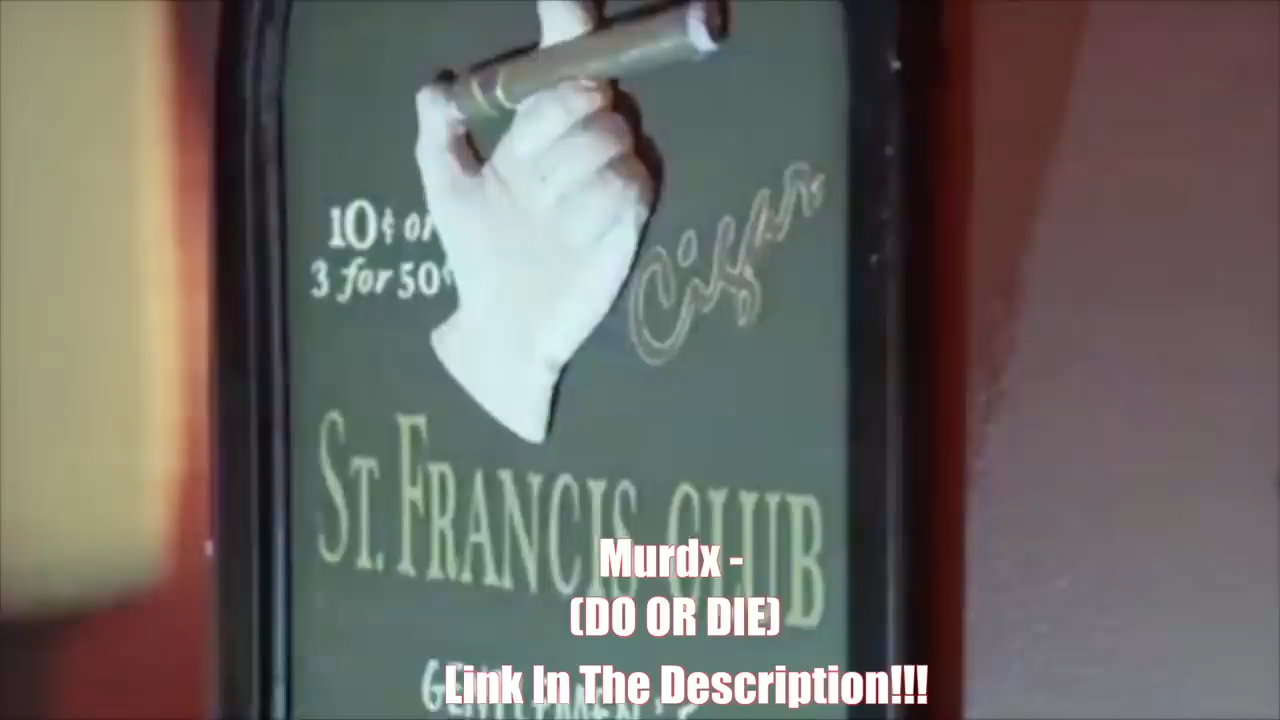 10¢ or
3 for 50¢
Cigars
ST. FRANCIS CLUB
Murdx -
(DO OR DIE)
Link In The Description!!!